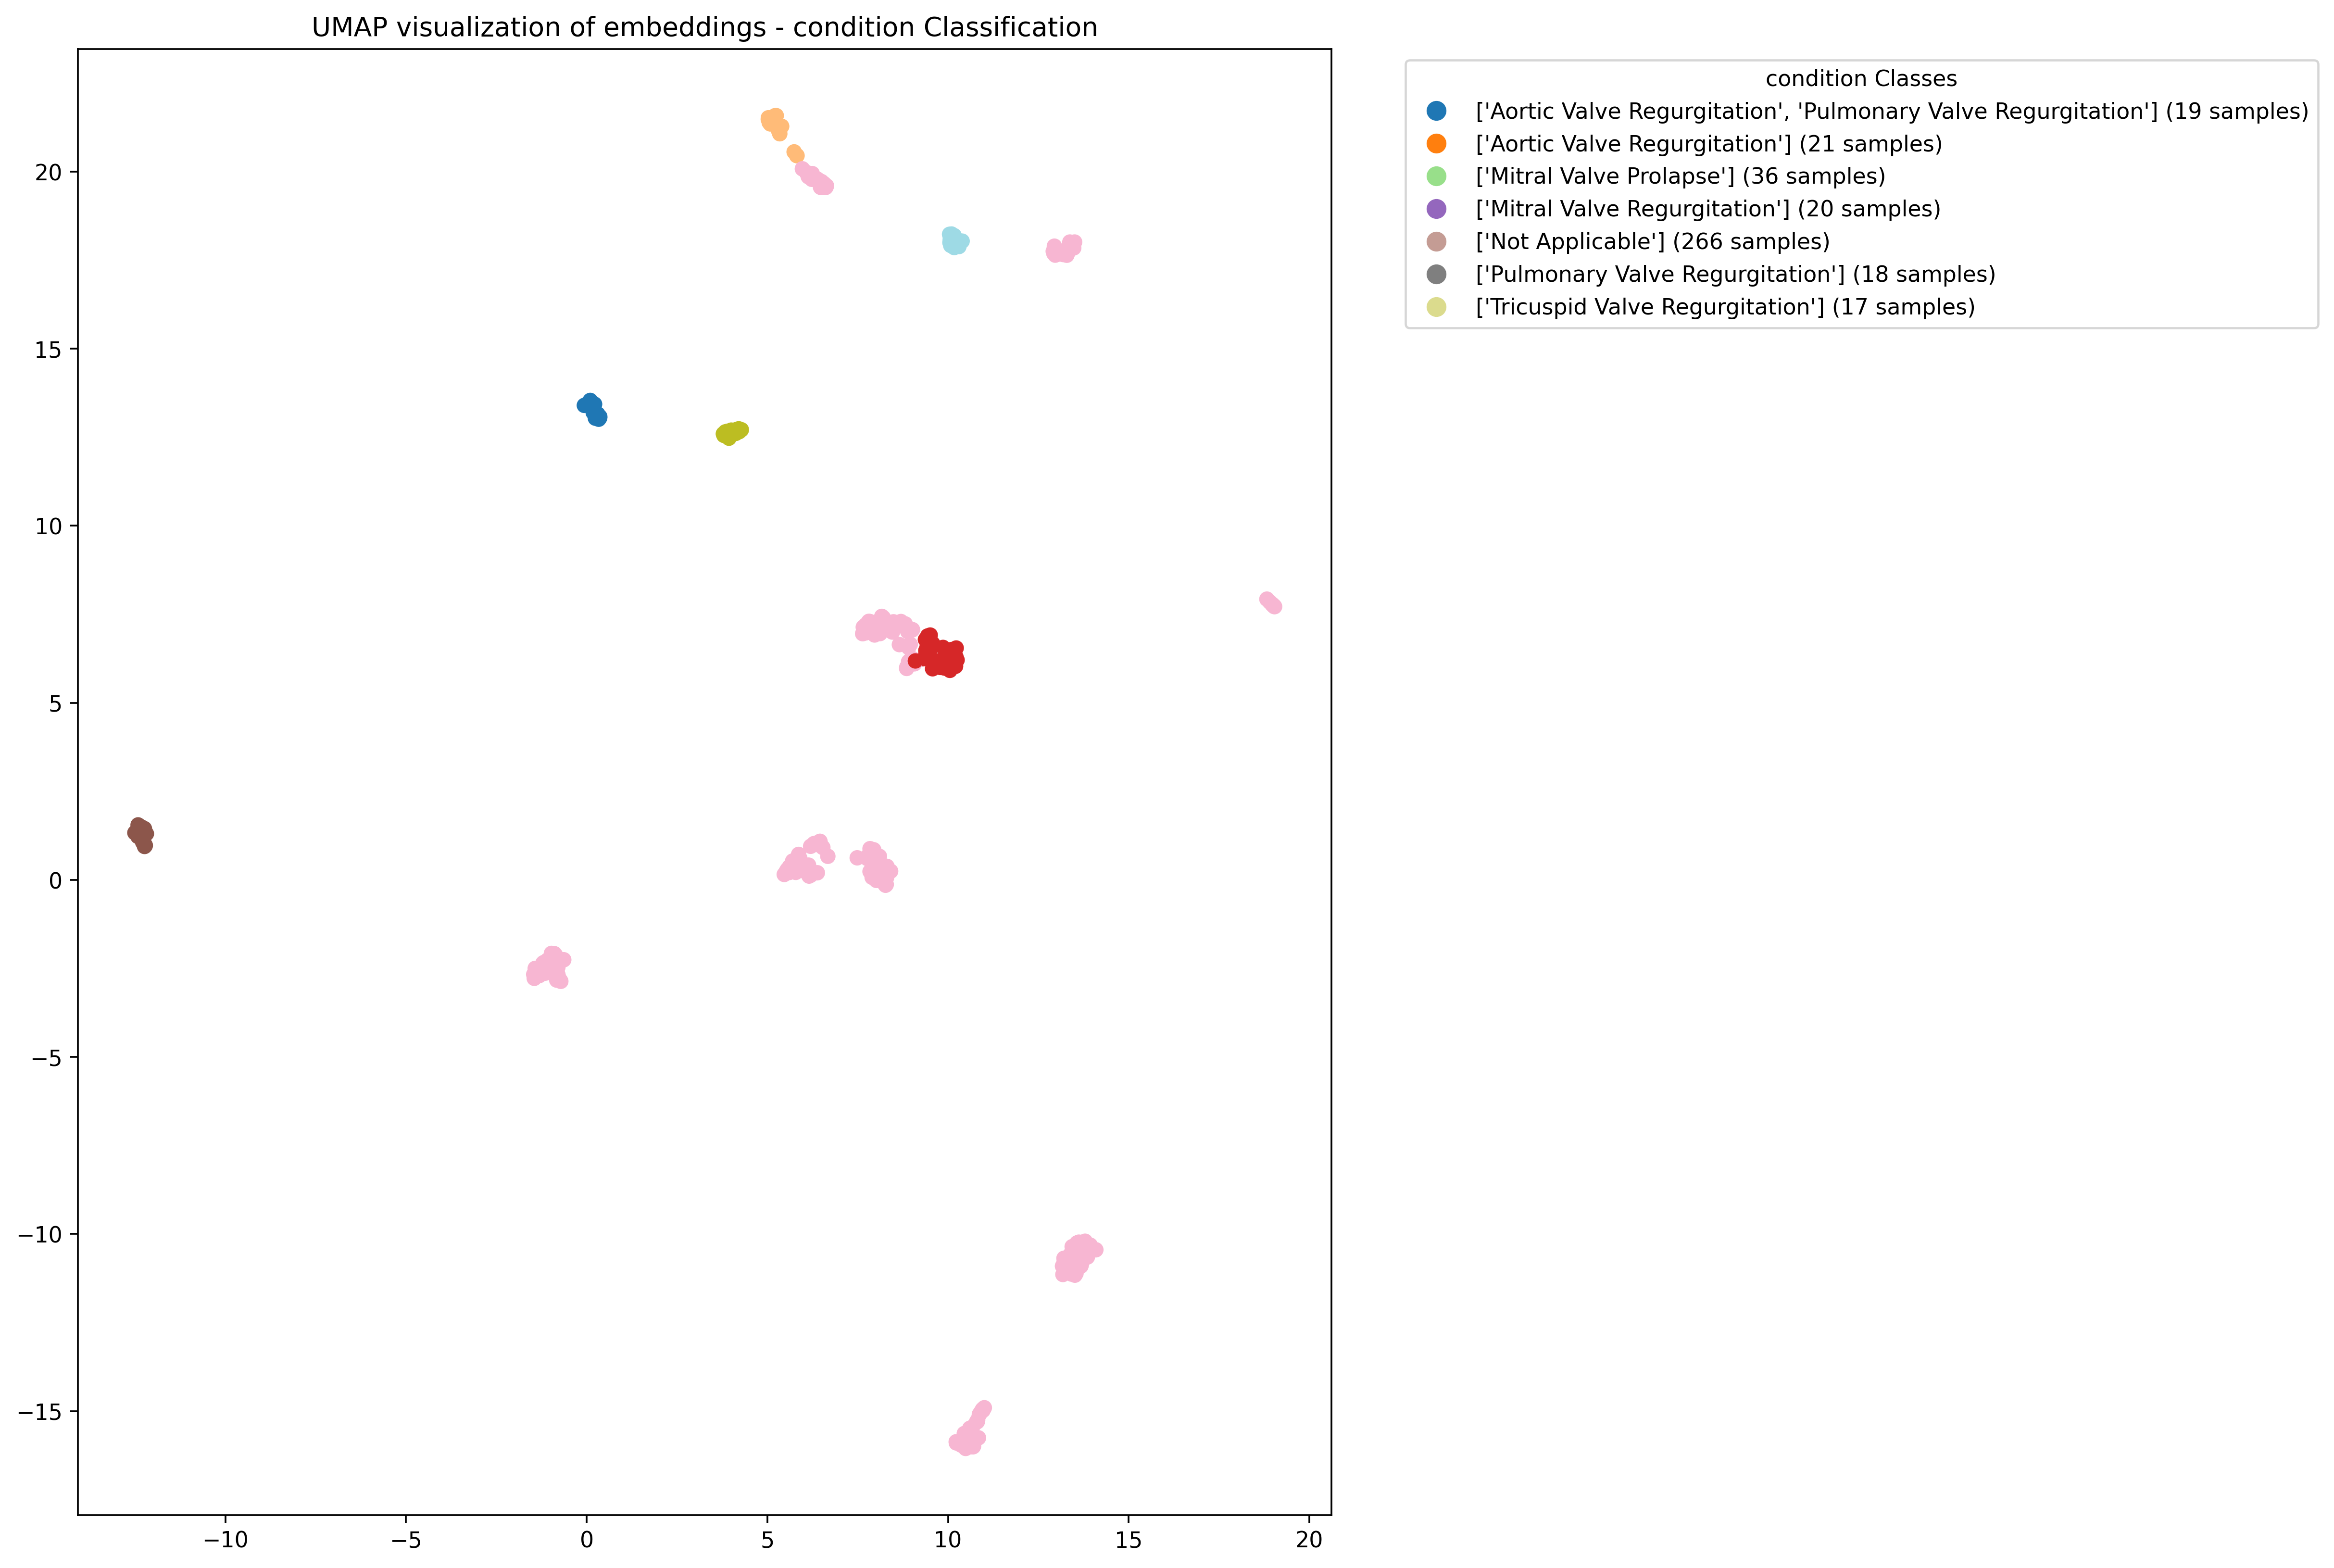 UMAP visualization of embeddings - condition Classification
condition Classes
['Aortic Valve Regurgitation', 'Pulmonary Valve Regurgitation'] (19 samples)
['Aortic Valve Regurgitation'] (21 samples)
['Mitral Valve Prolapse'] (36 samples)
['Mitral Valve Regurgitation'] (20 samples)
['Not Applicable'] (266 samples)
['Pulmonary Valve Regurgitation'] (18 samples)
['Tricuspid Valve Regurgitation'] (17 samples)
20
15
10
5
0
−5
−10
−15
−10 −5 0 5 10 15 20